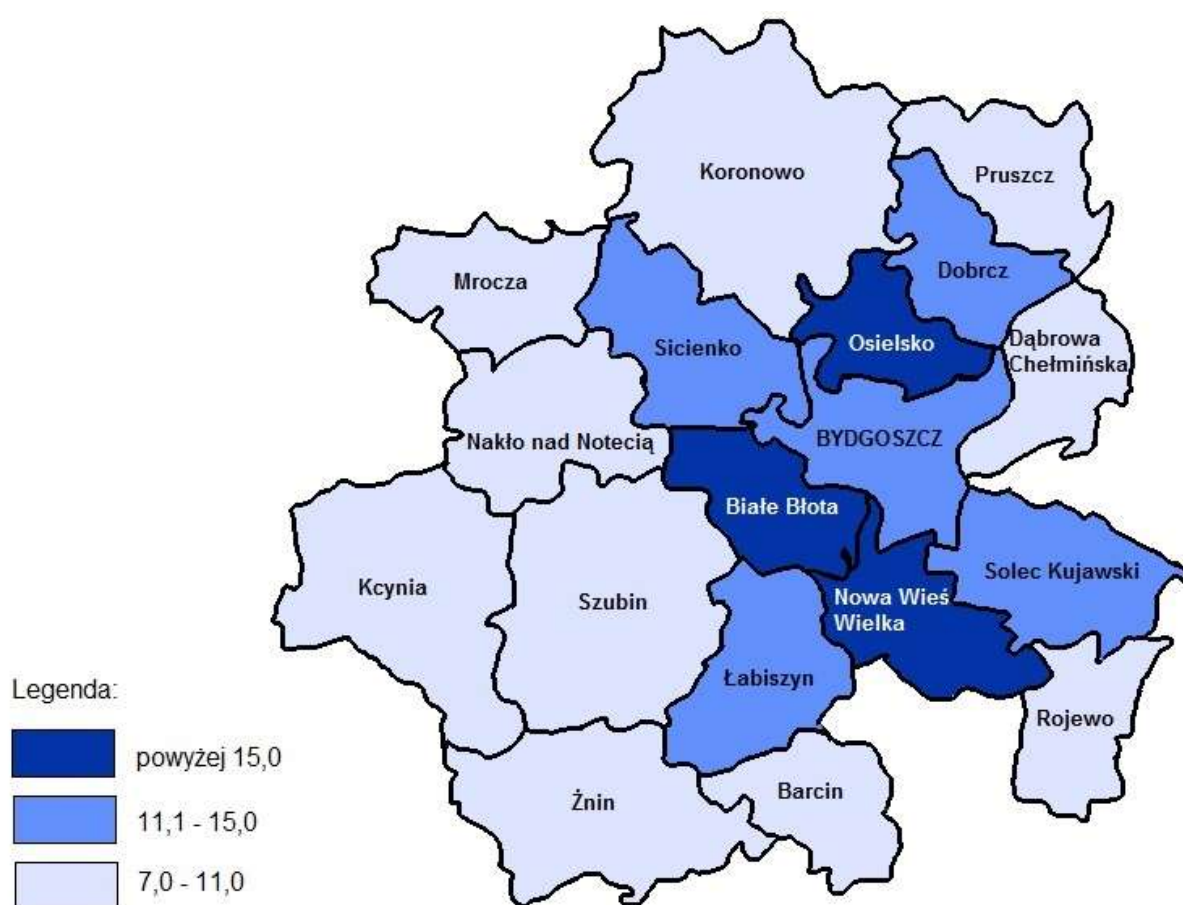 Koronowo
Pruszcz
Dobrcz
Mrocza
Sicienko
Osielsko
Dąbrowa
Chełmińska
Nakło nad Notecią
BYDGOSZCZ
Białe Błota
Kcynia
Szubin
Solec Kujawski
Nowa Wieś
Wielka
Łabiszyn
Rojewo
Żnin
Barcin
Legenda:
powyżej 15,0
11,1 - 15,0
7,0 - 11,0